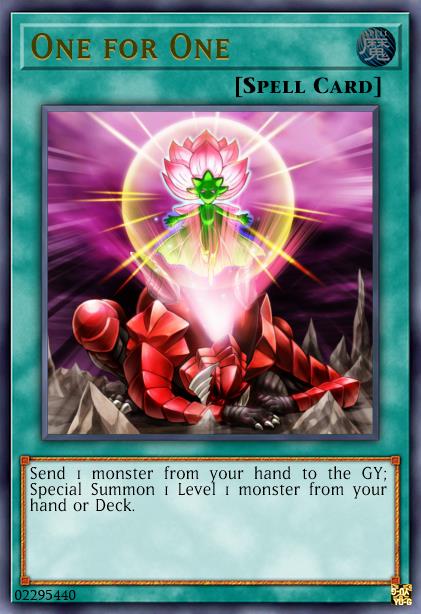 One for One
魔
[Spell Card]
Send 1 monster from your hand to the GY;
Special Summon 1 Level 1 monster from your
hand or Deck.
02295440